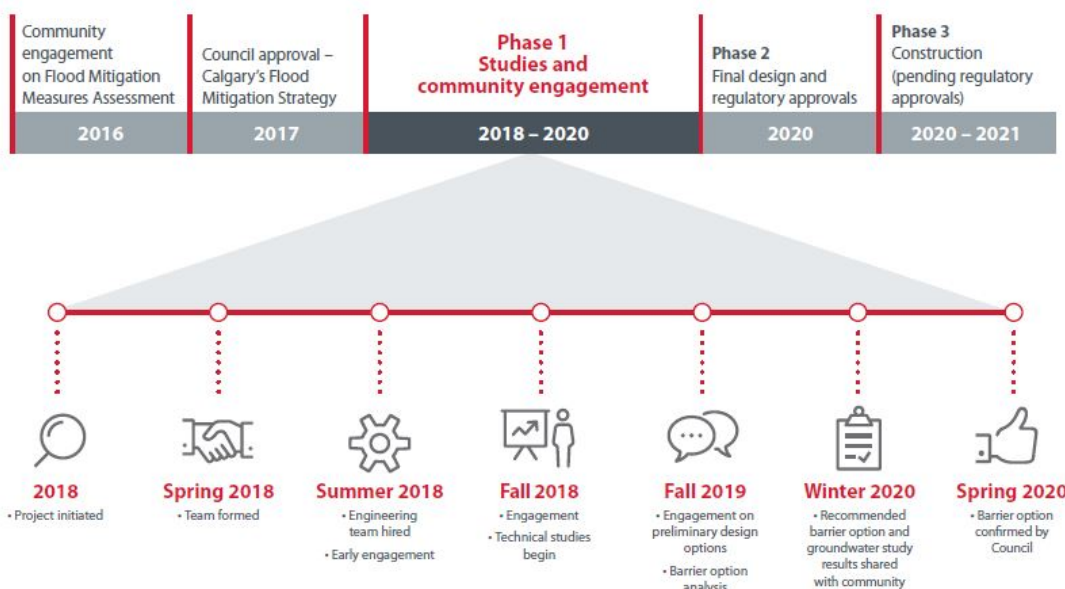 Community
engagement
on Flood Mitigation
Measures Assessment
2016
Council approval –
Calgary's Flood
Mitigation Strategy
2017
Phase 1
Studies and
community engagement
2018 – 2020
Phase 2
Final design and
regulatory approvals
2020
Phase 3
Construction
(pending regulatory
approvals)
2020 – 2021
2018
• Project initiated
Spring 2018
• Team formed
Summer 2018
• Engineering
team hired
• Early engagement
Fall 2018
• Engagement
• Technical studies
begin
Fall 2019
• Engagement on
preliminary design
options
• Barrier option
analysis
Winter 2020
• Recommended
barrier option and
groundwater study
results shared
with community
Spring 2020
• Barrier option
confirmed by
Council